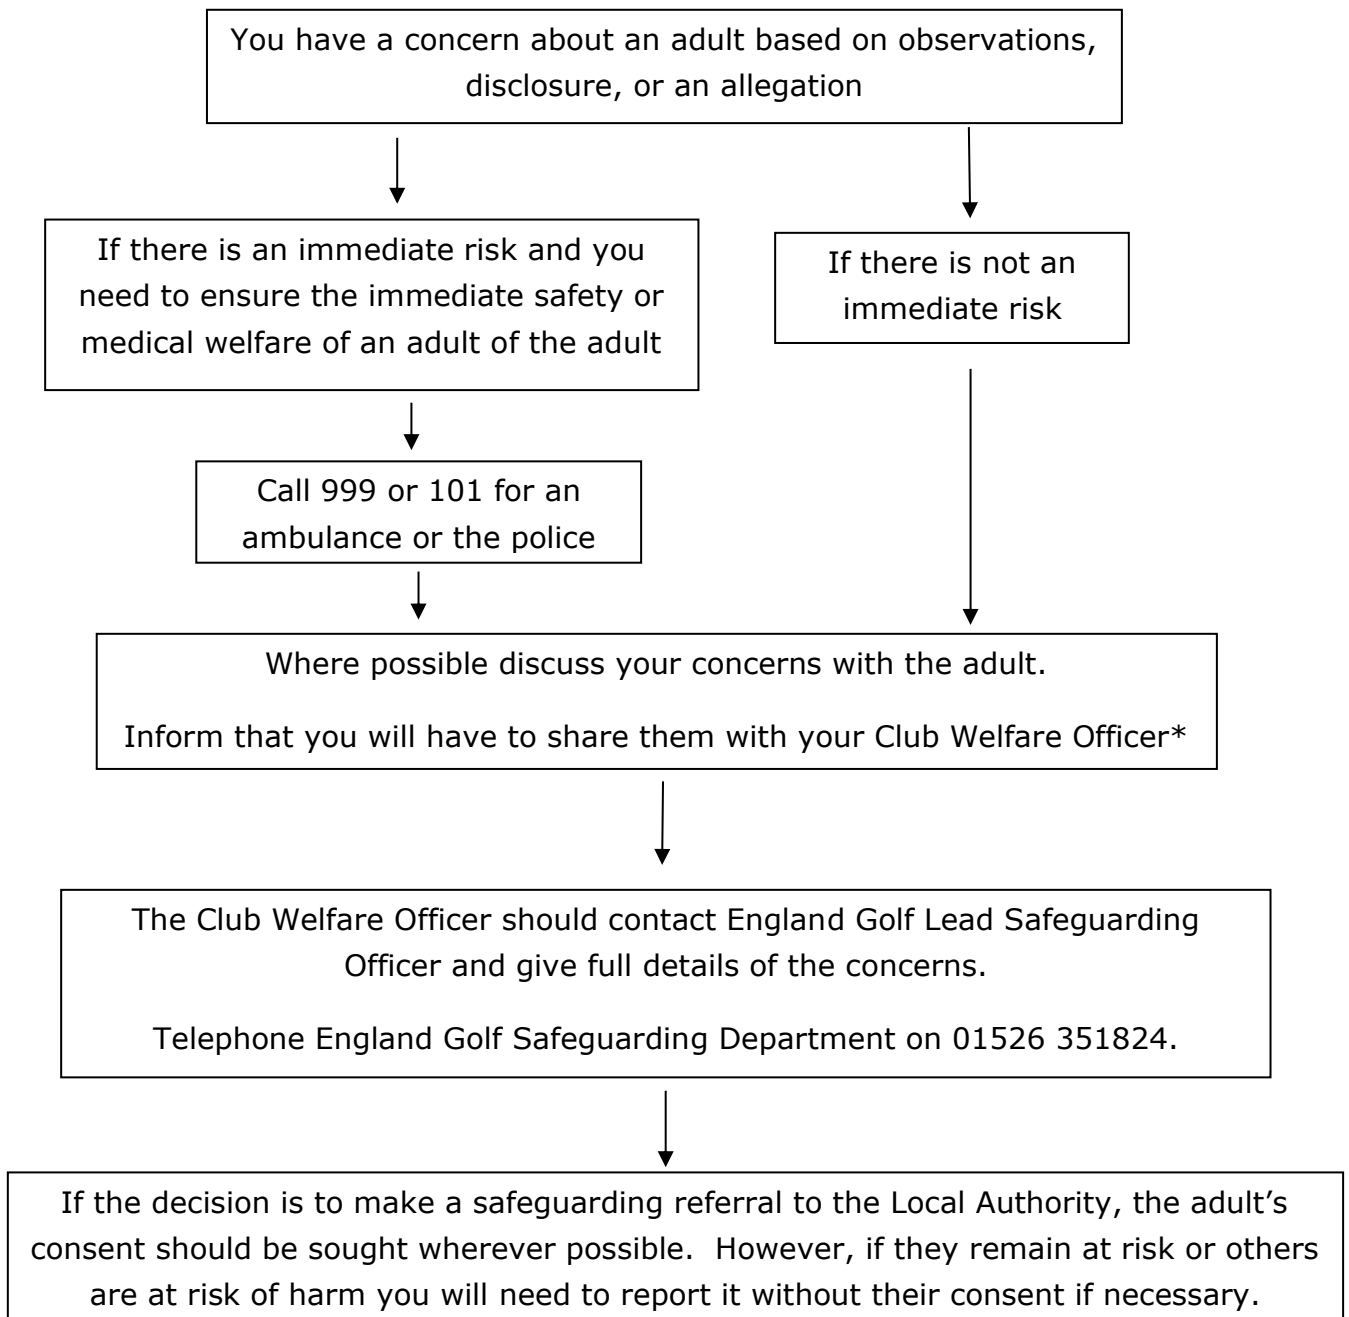 You have a concern about an adult based on observations,
disclosure, or an allegation
If there is an immediate risk and you
need to ensure the immediate safety or
medical welfare of an adult of the adult
If there is not an
immediate risk
Call 999 or 101 for an
ambulance or the police
Where possible discuss your concerns with the adult.
Inform that you will have to share them with your Club Welfare Officer*
The Club Welfare Officer should contact England Golf Lead Safeguarding
Officer and give full details of the concerns.
Telephone England Golf Safeguarding Department on 01526 351824.
If the decision is to make a safeguarding referral to the Local Authority, the adult’s
consent should be sought wherever possible.  However, if they remain at risk or others
are at risk of harm you will need to report it without their consent if necessary.